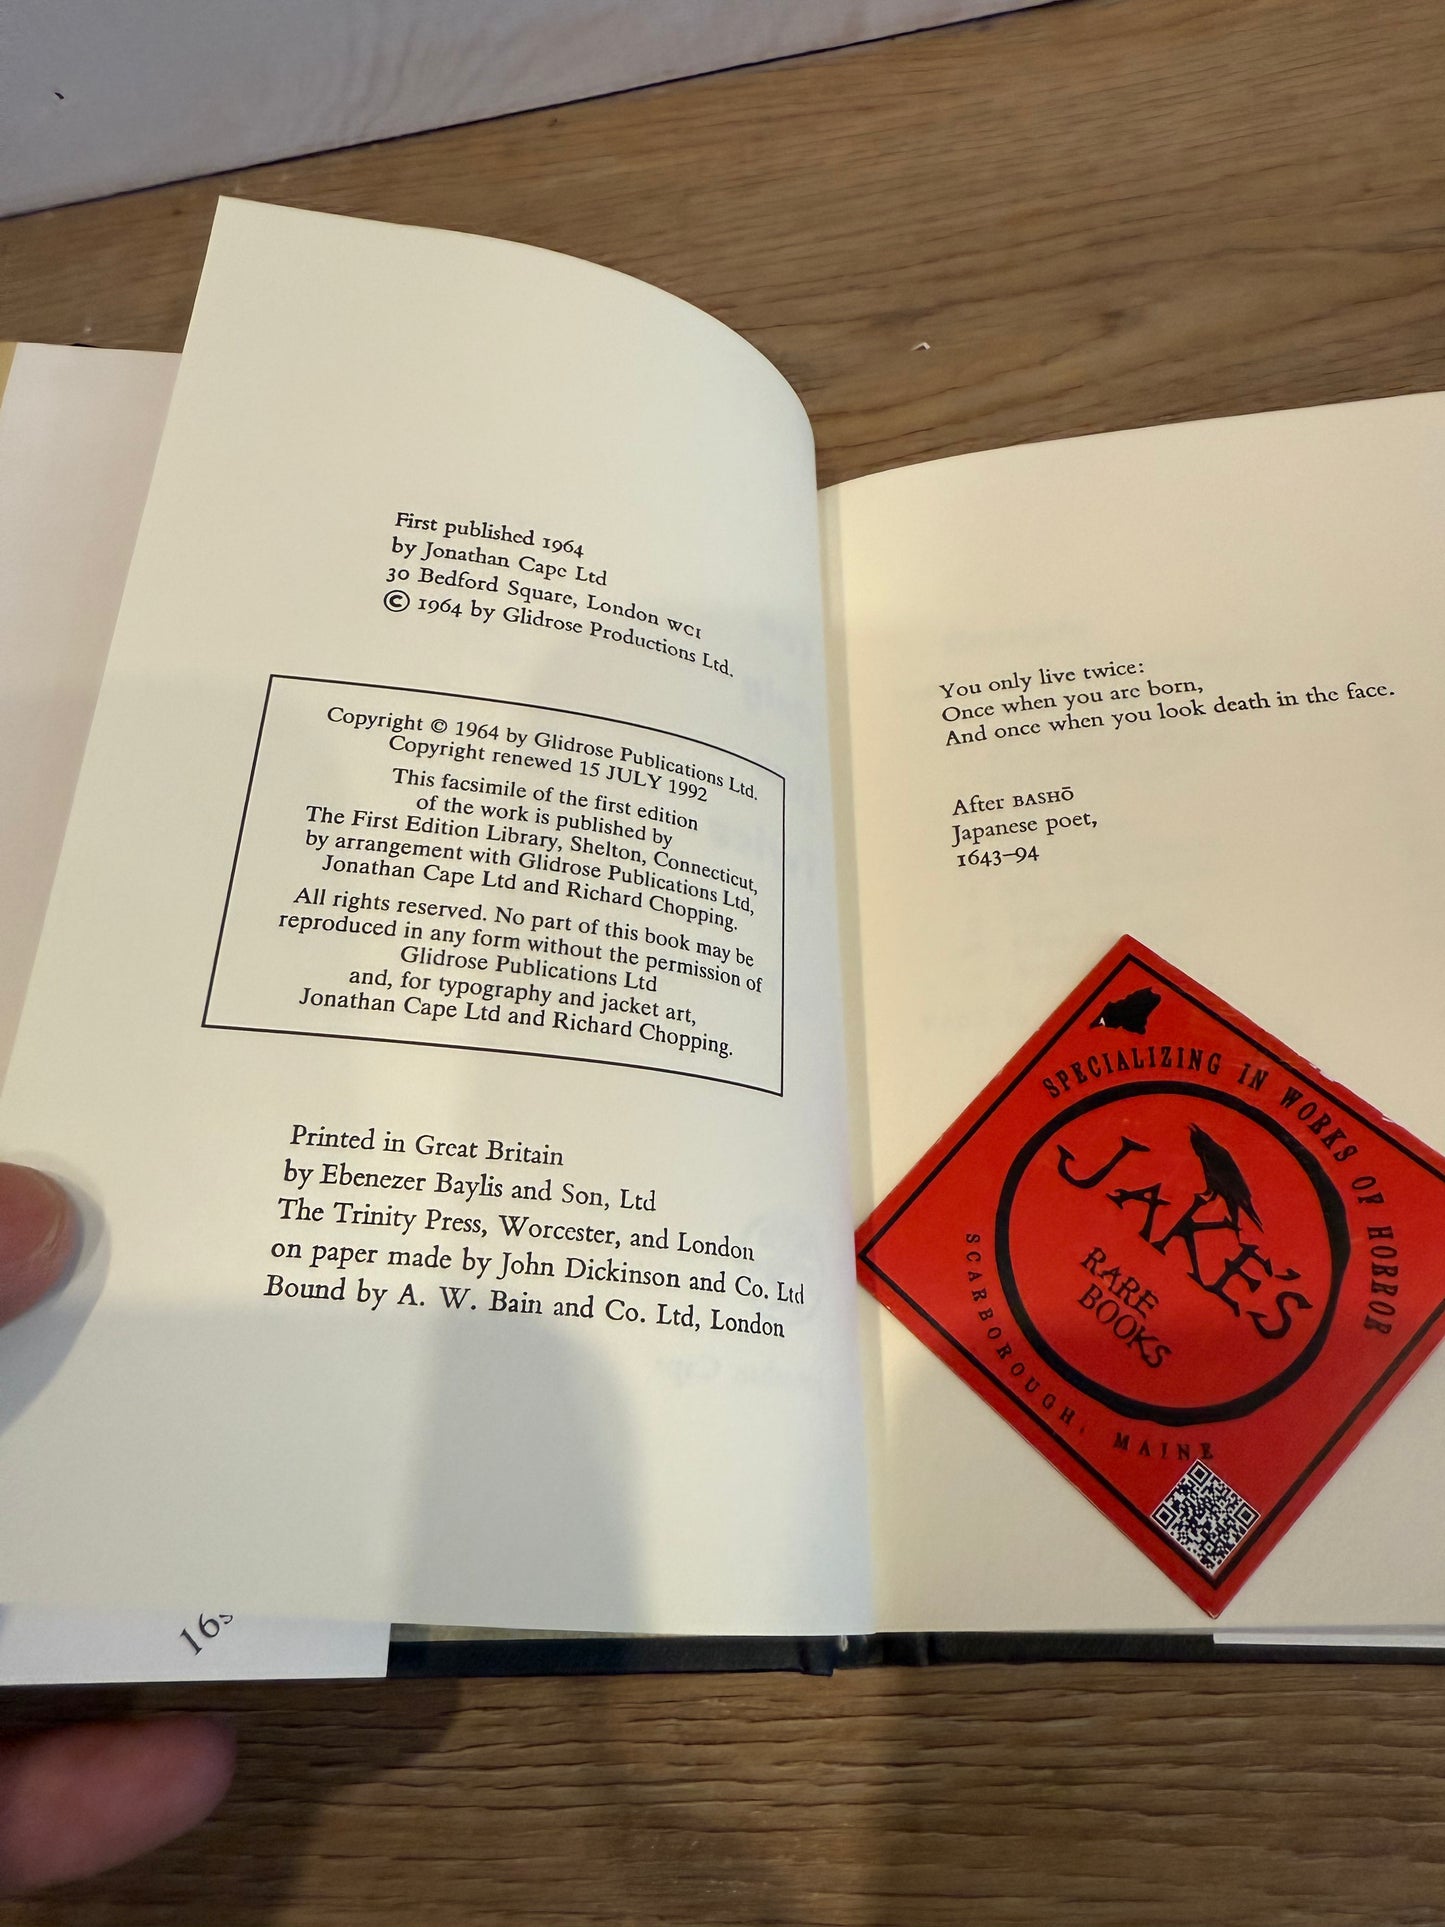 First published 1964
by Jonathan Cape Ltd
30 Bedford Square, London WC1
© 1964 by Glidrose Productions Ltd.
Copyright © 1964 by Glidrose Publications Ltd.
Copyright renewed 15 JULY 1992
This facsimile of the first edition
of the work is published by
The First Edition Library, Shelton, Connecticut,
by arrangement with Glidrose Publications Ltd,
Jonathan Cape Ltd and Richard Chopping.
All rights reserved. No part of this book may be
reproduced in any form without the permission of
Glidrose Publications Ltd
and, for typography and jacket art,
Jonathan Cape Ltd and Richard Chopping.
Printed in Great Britain
by Ebenezer Baylis and Son, Ltd
The Trinity Press, Worcester, and London
on paper made by John Dickinson and Co. Ltd
Bound by A. W. Bain and Co. Ltd, London
You only live twice:
Once when you are born,
And once when you look death in the face.
After BASHŌ
Japanese poet,
1643–94
SPECIALIZING IN WORKS OF HORROR
JAKE'S
RARE
BOOKS
SCARBOROUGH, MAINE